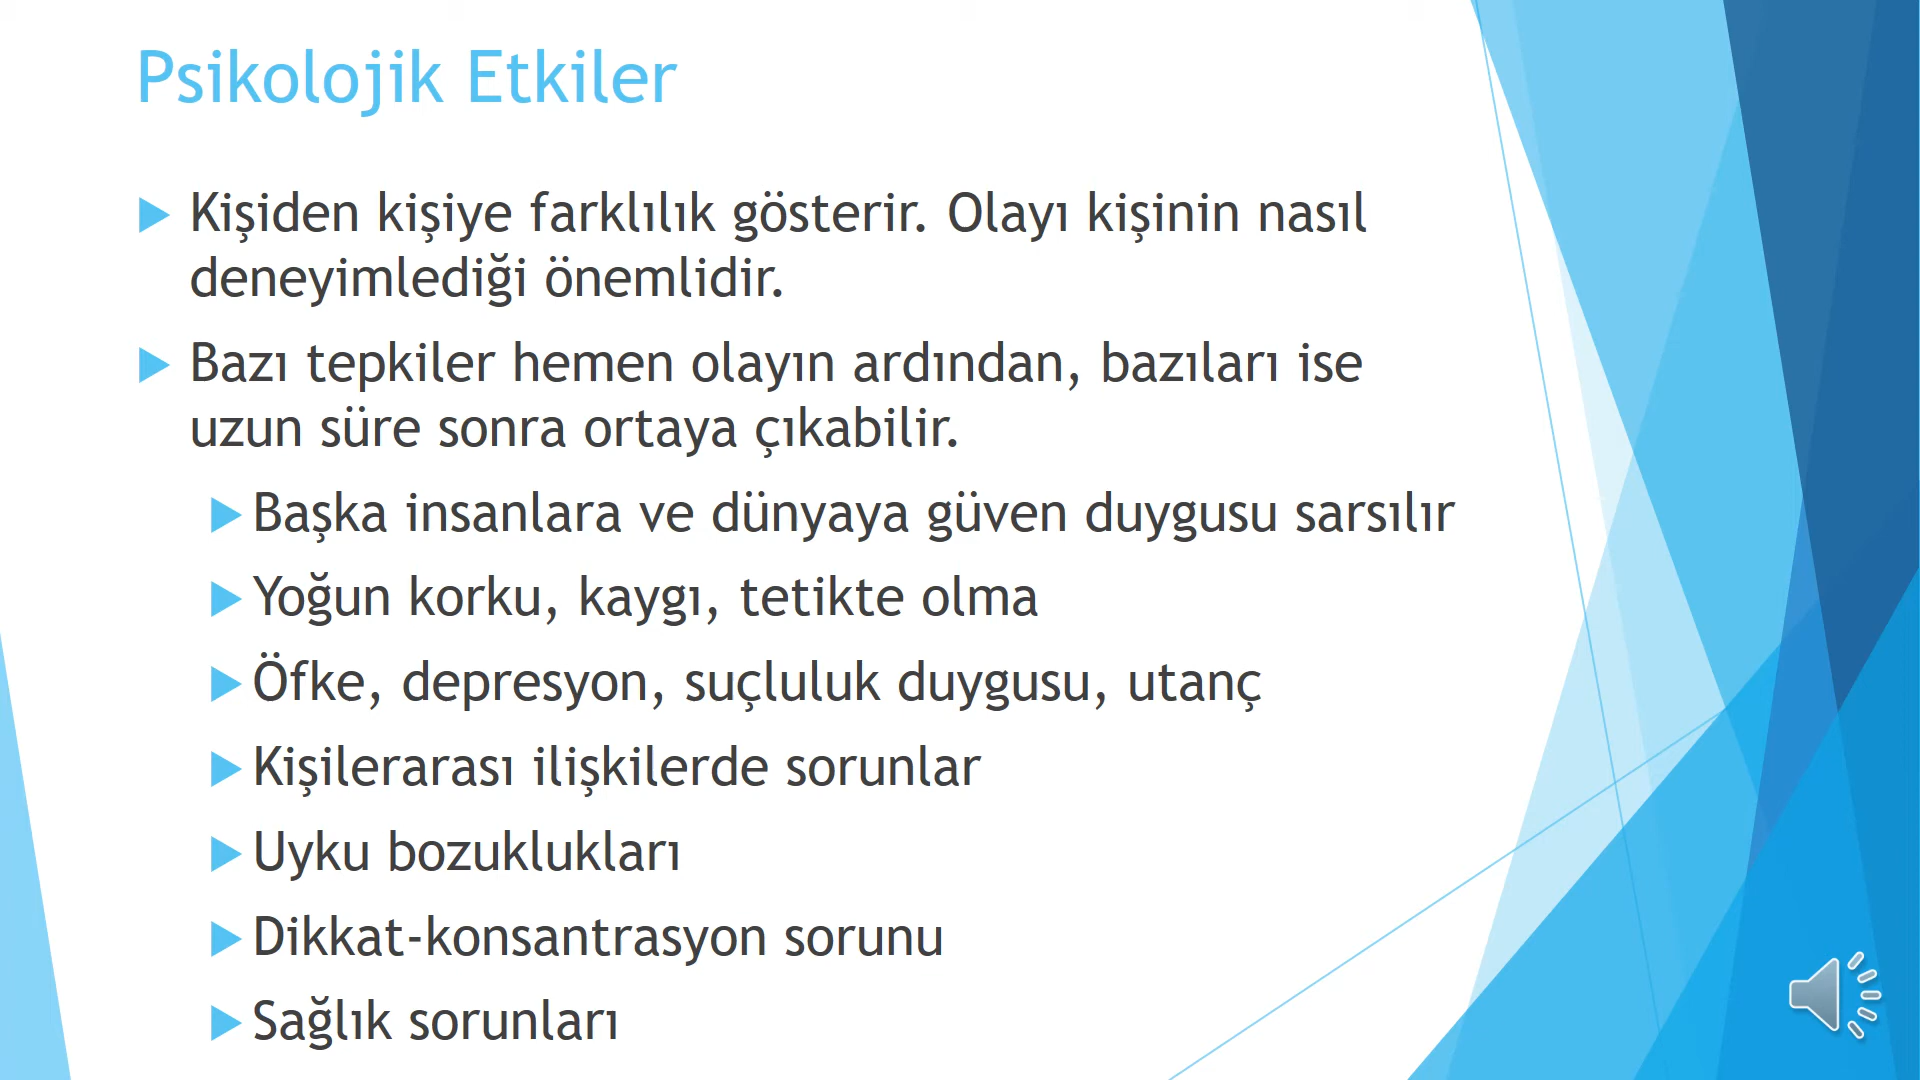 Psikolojik Etkiler
Kişiden kişiye farklılık gösterir. Olayı kişinin nasıl
deneyimlediği önemlidir.
Bazı tepkiler hemen olayın ardından, bazıları ise
uzun süre sonra ortaya çıkabilir.
Başka insanlara ve dünyaya güven duygusu sarsılır
Yoğun korku, kaygı, tetikte olma
Öfke, depresyon, suçluluk duygusu, utanç
Kişilerarası ilişkilerde sorunlar
Uyku bozuklukları
Dikkat-konsantrasyon sorunu
Sağlık sorunları